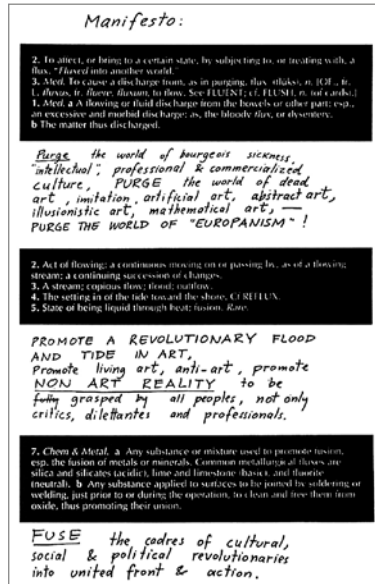 Manifesto:
2. To affect, or bring to a certain state, by subjecting to, or treating with, a
flux. "Fluxed into another world."
3. Med. To cause a discharge from, as in purging.
flux (flŭks), n. [OF., fr.
L. fluxus, fr. fluere, fluxum, to flow. See FLUENT; cf. FLUSH, n. (of cards).]
1. Med. a A flowing or fluid discharge from the bowels or other part; esp.,
an excessive and morbid discharge; as, the bloody flux, or dysentery.
b The matter thus discharged.
Purge the world of bourgeois sickness,
"intellectual", professional & commercialized
culture, PURGE the world of dead
art, imitation, artificial art, abstract art,
illusionistic art, mathematical art, —
PURGE THE WORLD OF "EUROPANISM"!
2. Act of flowing: a continuous moving on or passing by, as of a flowing
stream; a continuing succession of changes.
3. A stream; copious flow; flood; outflow.
4. The setting in of the tide toward the shore. Cf REFLUX.
5. State of being liquid through heat; fusion. Rare.
PROMOTE A REVOLUTIONARY FLOOD
AND TIDE IN ART,
Promote living art, anti-art, promote
NON ART REALITY to be
fully grasped by all peoples, not only
critics, dilettantes and professionals.
7. Chem & Metal. a Any substance or mixture used to promote fusion,
esp. the fusion of metals or minerals. Common metallurgical fluxes are
silica and silicates (acidic), lime and limestone (basic), and fluorite
(neutral). b Any substance applied to surfaces to be joined by soldering or
welding, just prior to or during the operation, to clean and free them from
oxide, thus promoting their union.
FUSE the cadres of cultural,
social & political revolutionaries
into united front & action.